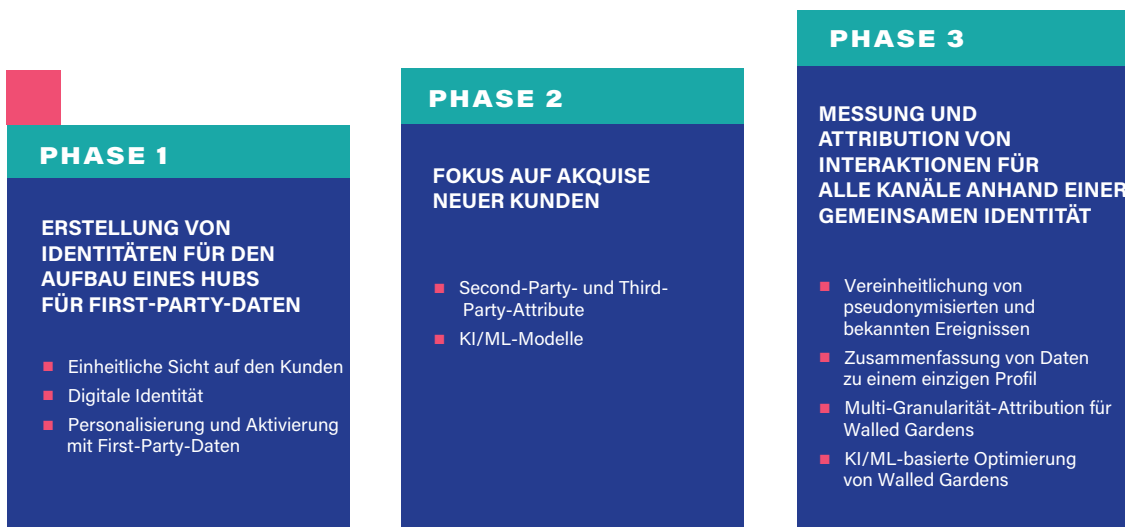 PHASE 1
ERSTELLUNG VON
IDENTITÄTEN FÜR DEN
AUFBAU EINES HUBS
FÜR FIRST-PARTY-DATEN
Einheitliche Sicht auf den Kunden
Digitale Identität
Personalisierung und Aktivierung
mit First-Party-Daten
PHASE 2
FOKUS AUF AKQUISE
NEUER KUNDEN
Second-Party- und Third-
Party-Attribute
KI/ML-Modelle
PHASE 3
MESSUNG UND
ATTRIBUTION VON
INTERAKTIONEN FÜR
ALLE KANÄLE ANHAND EINER
GEMEINSAMEN IDENTITÄT
Vereinheitlichung von
pseudonymisierten und
bekannten Ereignissen
Zusammenfassung von Daten
zu einem einzigen Profil
Multi-Granularität-Attribution für
Walled Gardens
KI/ML-basierte Optimierung
von Walled Gardens